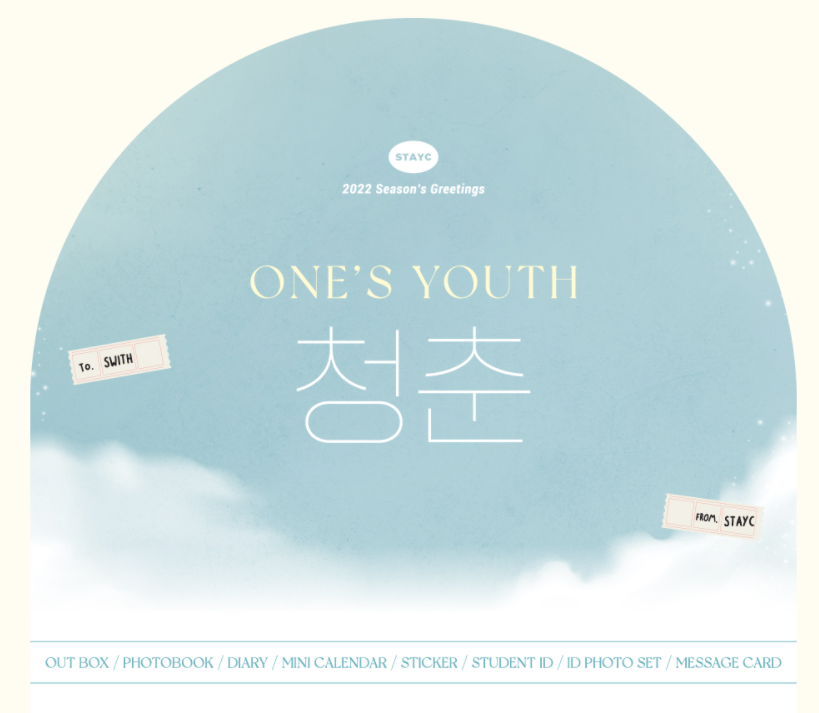 STAYC
2022 Season's Greetings
ONE'S YOUTH
청춘
To. SWITH
FROM. STAYC
OUT BOX / PHOTOBOOK / DIARY / MINI CALENDAR / STICKER / STUDENT ID / ID PHOTO SET / MESSAGE CARD